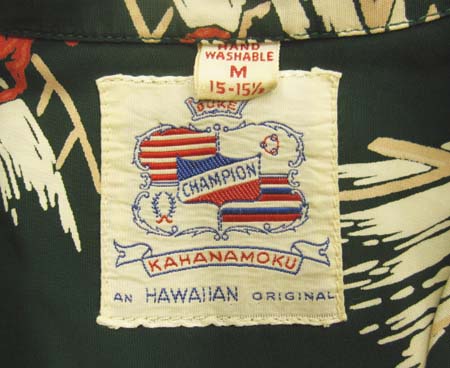 HAND
WASHABLE
M
15-15½
DUKE
CHAMPION
KAHANAMOKU
AN HAWAIIAN ORIGINAL